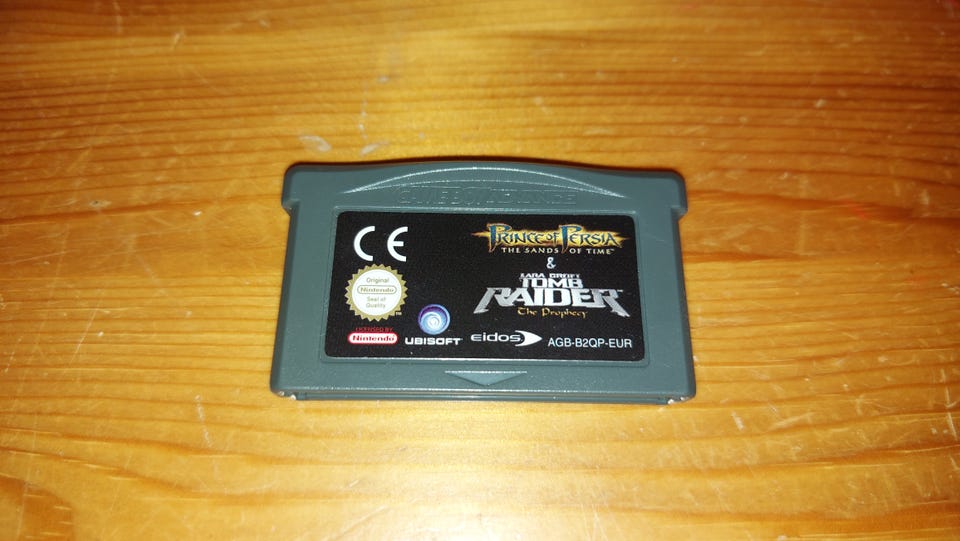 GAME BOY ADVANCE
CE
PRINCE OF PERSIA
THE SANDS OF TIME
&
LARA CROFT
TOMB
RAIDER
The Prophecy
Original
Nintendo
Seal of
Quality
LICENSED BY
Nintendo
UBISOFT
eidos
AGB-B2QP-EUR